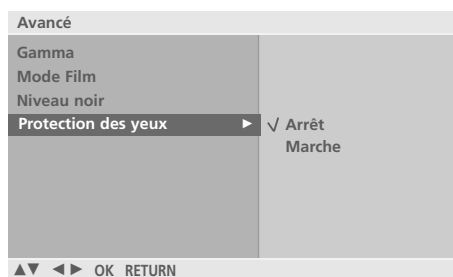 Avancé
Gamma
Mode Film
Niveau noir
Protection des yeux ► √ Arrêt
Marche
▲▼ ◄► OK RETURN